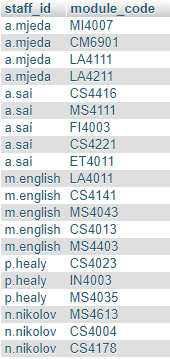 staff_id module_code
a.mjeda MI4007
a.mjeda CM6901
a.mjeda LA4111
a.mjeda LA4211
a.sai CS4416
a.sai MS4111
a.sai FI4003
a.sai CS4221
a.sai ET4011
m.english LA4011
m.english CS4141
m.english MS4043
m.english CS4013
m.english MS4403
p.healy CS4023
p.healy IN4003
p.healy MS4035
n.nikolov MS4613
n.nikolov CS4004
n.nikolov CS4178